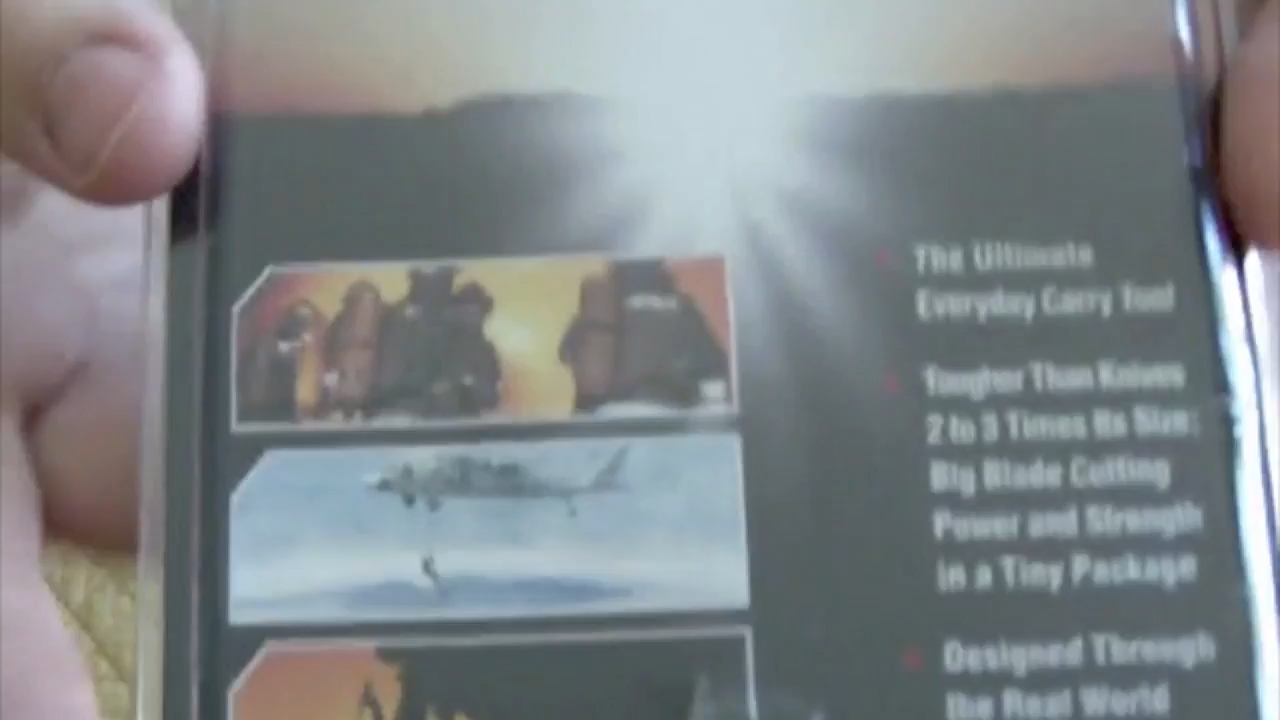 The Ultimate
Everyday Carry Tool
Tougher Than Knives
2 to 3 Times Its Size:
Big Blade Cutting
Power and Strength
in a Tiny Package
Designed Through
the Real World